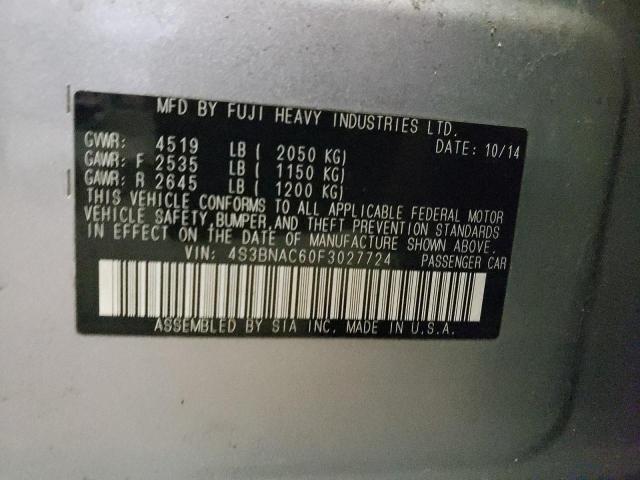 MFD BY FUJI HEAVY INDUSTRIES LTD.
GVWR: 4519 LB ( 2050 KG) DATE: 10/14
GAWR: F 2535 LB ( 1150 KG)
GAWR: R 2645 LB ( 1200 KG)
THIS VEHICLE CONFORMS TO ALL APPLICABLE FEDERAL MOTOR
VEHICLE SAFETY, BUMPER, AND THEFT PREVENTION STANDARDS
IN EFFECT ON THE DATE OF MANUFACTURE SHOWN ABOVE.
VIN: 4S3BNAC60F3027724 PASSENGER CAR
ASSEMBLED BY SIA INC. MADE IN U.S.A.